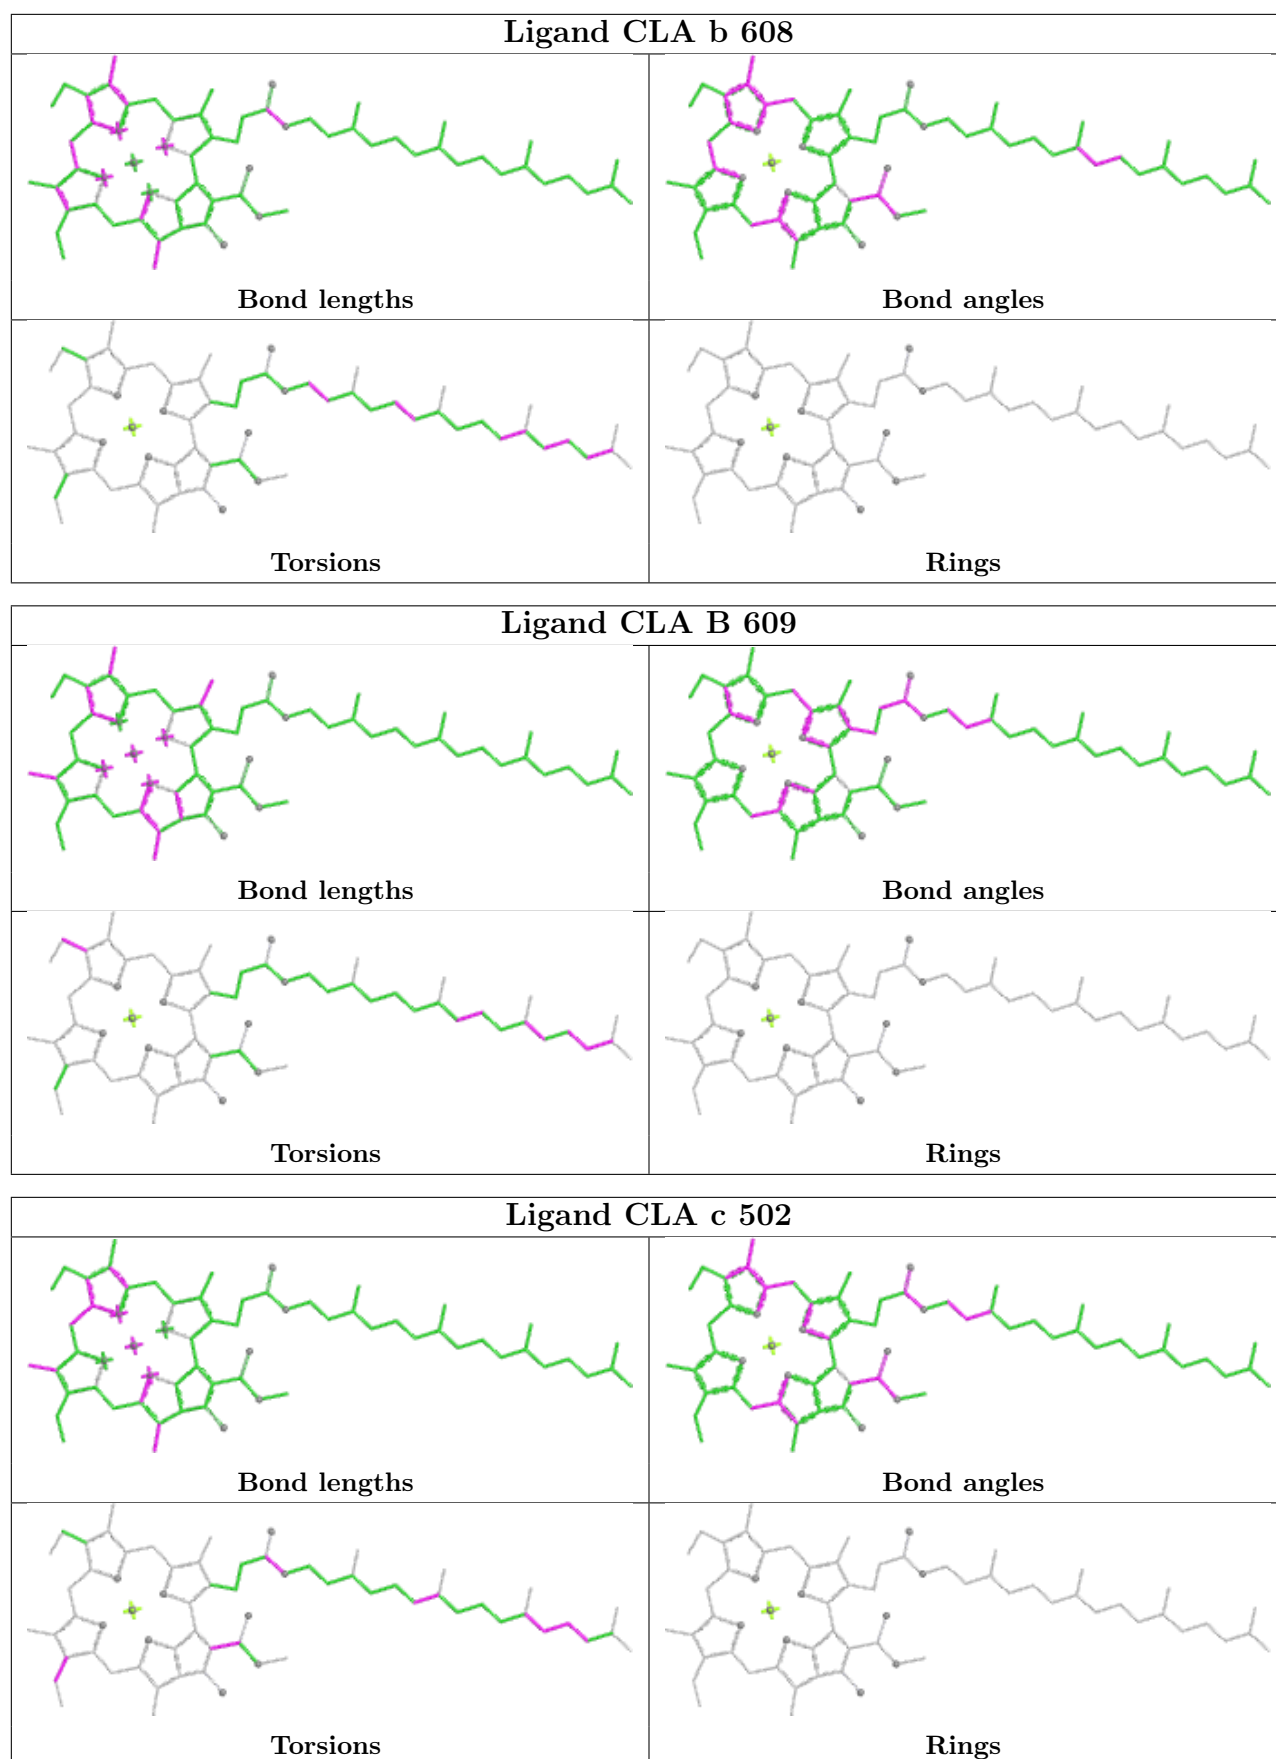 Ligand CLA b 608
Bond lengths
Bond angles
Torsions
Rings
Ligand CLA B 609
Bond lengths
Bond angles
Torsions
Rings
Ligand CLA c 502
Bond lengths
Bond angles
Torsions
Rings